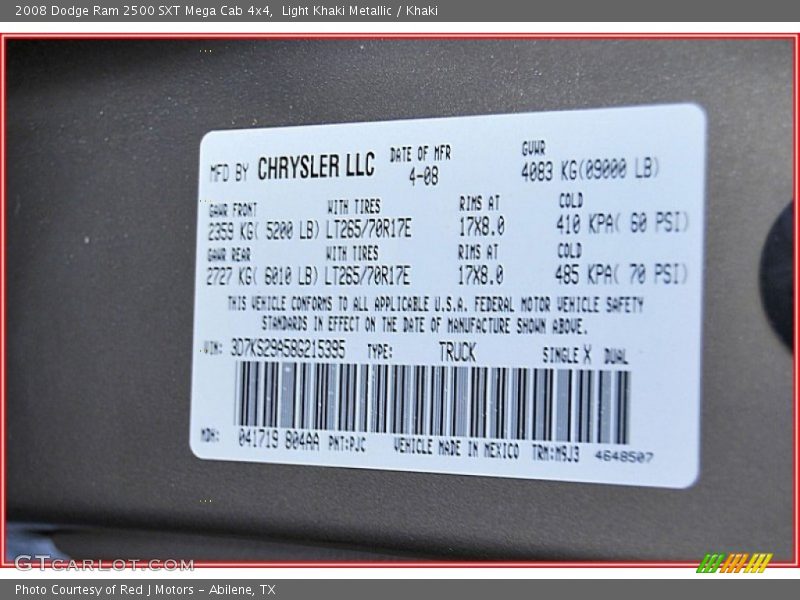 2008 Dodge Ram 2500 SXT Mega Cab 4x4, Light Khaki Metallic / Khaki
MFD BY CHRYSLER LLC DATE OF MFR 4-08 GVWR 4083 KG(09000 LB)
GAWR FRONT WITH TIRES RIMS AT COLD
2359 KG( 5200 LB) LT265/70R17E 17X8.0 410 KPA( 60 PSI)
GAWR REAR WITH TIRES RIMS AT COLD
2727 KG( 6010 LB) LT265/70R17E 17X8.0 485 KPA( 70 PSI)
THIS VEHICLE CONFORMS TO ALL APPLICABLE U.S.A. FEDERAL MOTOR VEHICLE SAFETY
STANDARDS IN EFFECT ON THE DATE OF MANUFACTURE SHOWN ABOVE.
VIN: 3D7KS29A58G215395 TYPE: TRUCK SINGLE X DUAL
MDH: 041719 804AA PNT:PJC VEHICLE MADE IN MEXICO TRM:M9J3 4648507
GTCARLOT.COM
Photo Courtesy of Red J Motors – Abilene, TX